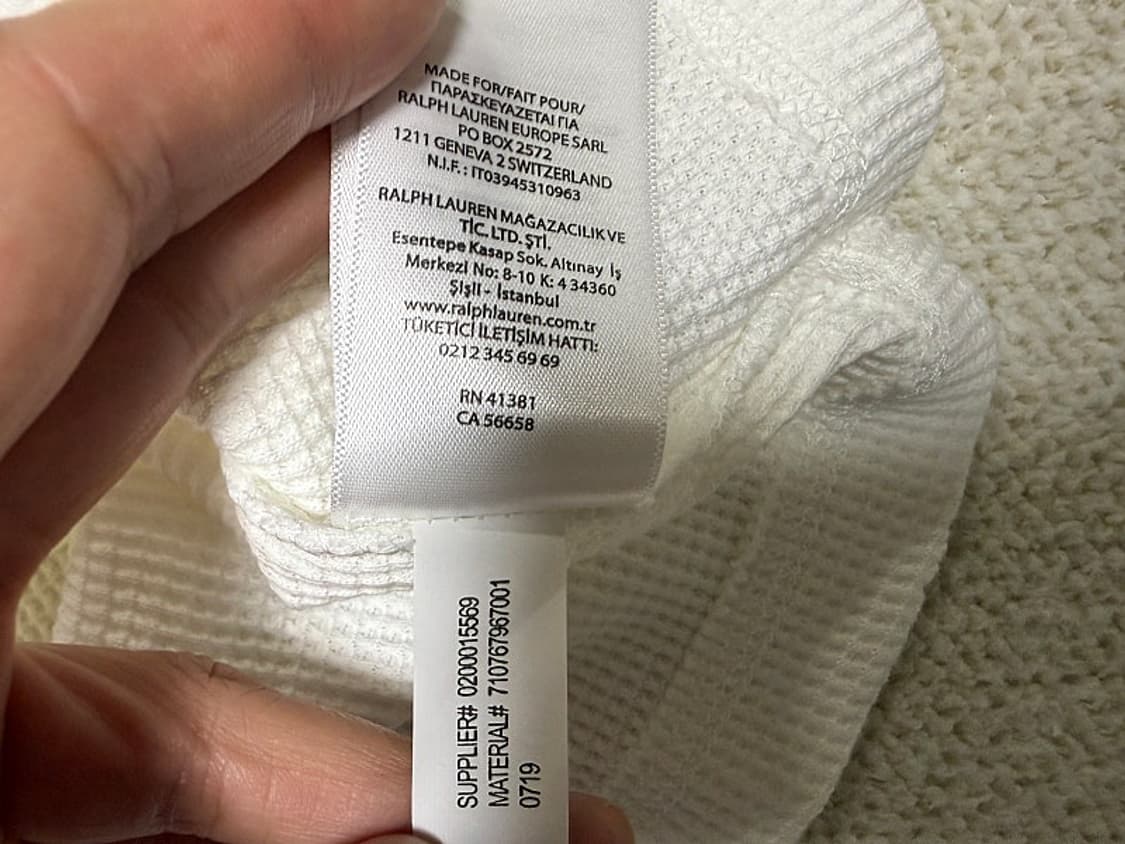 MADE FOR/FAIT POUR/
ΠΑΡΑΣΚΕΥΑΖΕΤΑΙ ΓΙΑ
RALPH LAUREN EUROPE SARL
PO BOX 2572
1211 GENEVA 2 SWITZERLAND
N.I.F.: IT03945310963
RALPH LAUREN MAĞAZACILIK VE
TİC. LTD. ŞTİ.
Esentepe Kasap Sok. Altınay İş
Merkezi No: 8-10 K: 4 34360
Şişli - İstanbul
www.ralphlauren.com.tr
TÜKETİCİ İLETİŞİM HATTI:
0212 345 69 69
RN 41381
CA 56658
SUPPLIER# 0200015569
MATERIAL# 710767967001
0719